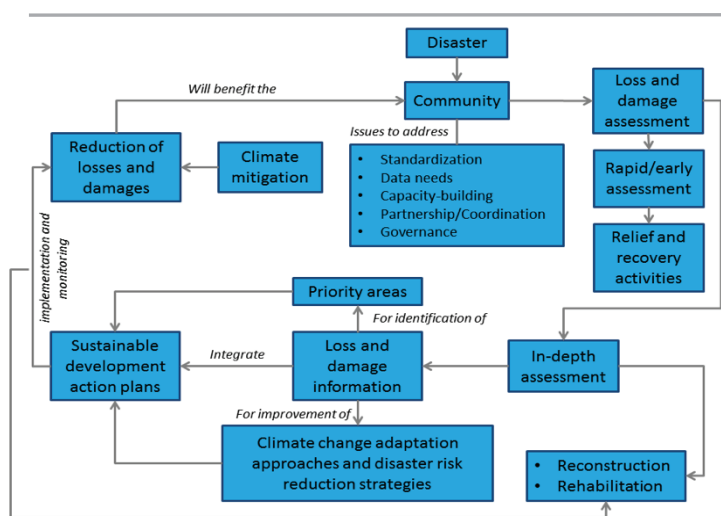 Disaster
Will benefit the
Community
Loss and
damage
assessment
Issues to address
Reduction of
losses and
damages
Climate
mitigation
• Standardization
• Data needs
• Capacity-building
• Partnership/Coordination
• Governance
Rapid/early
assessment
Relief and
recovery
activities
implementation and
monitoring
Priority areas
For identification of
Sustainable
development
action plans
Integrate
Loss and
damage
information
In-depth
assessment
For improvement of
Climate change adaptation
approaches and disaster risk
reduction strategies
• Reconstruction
• Rehabilitation